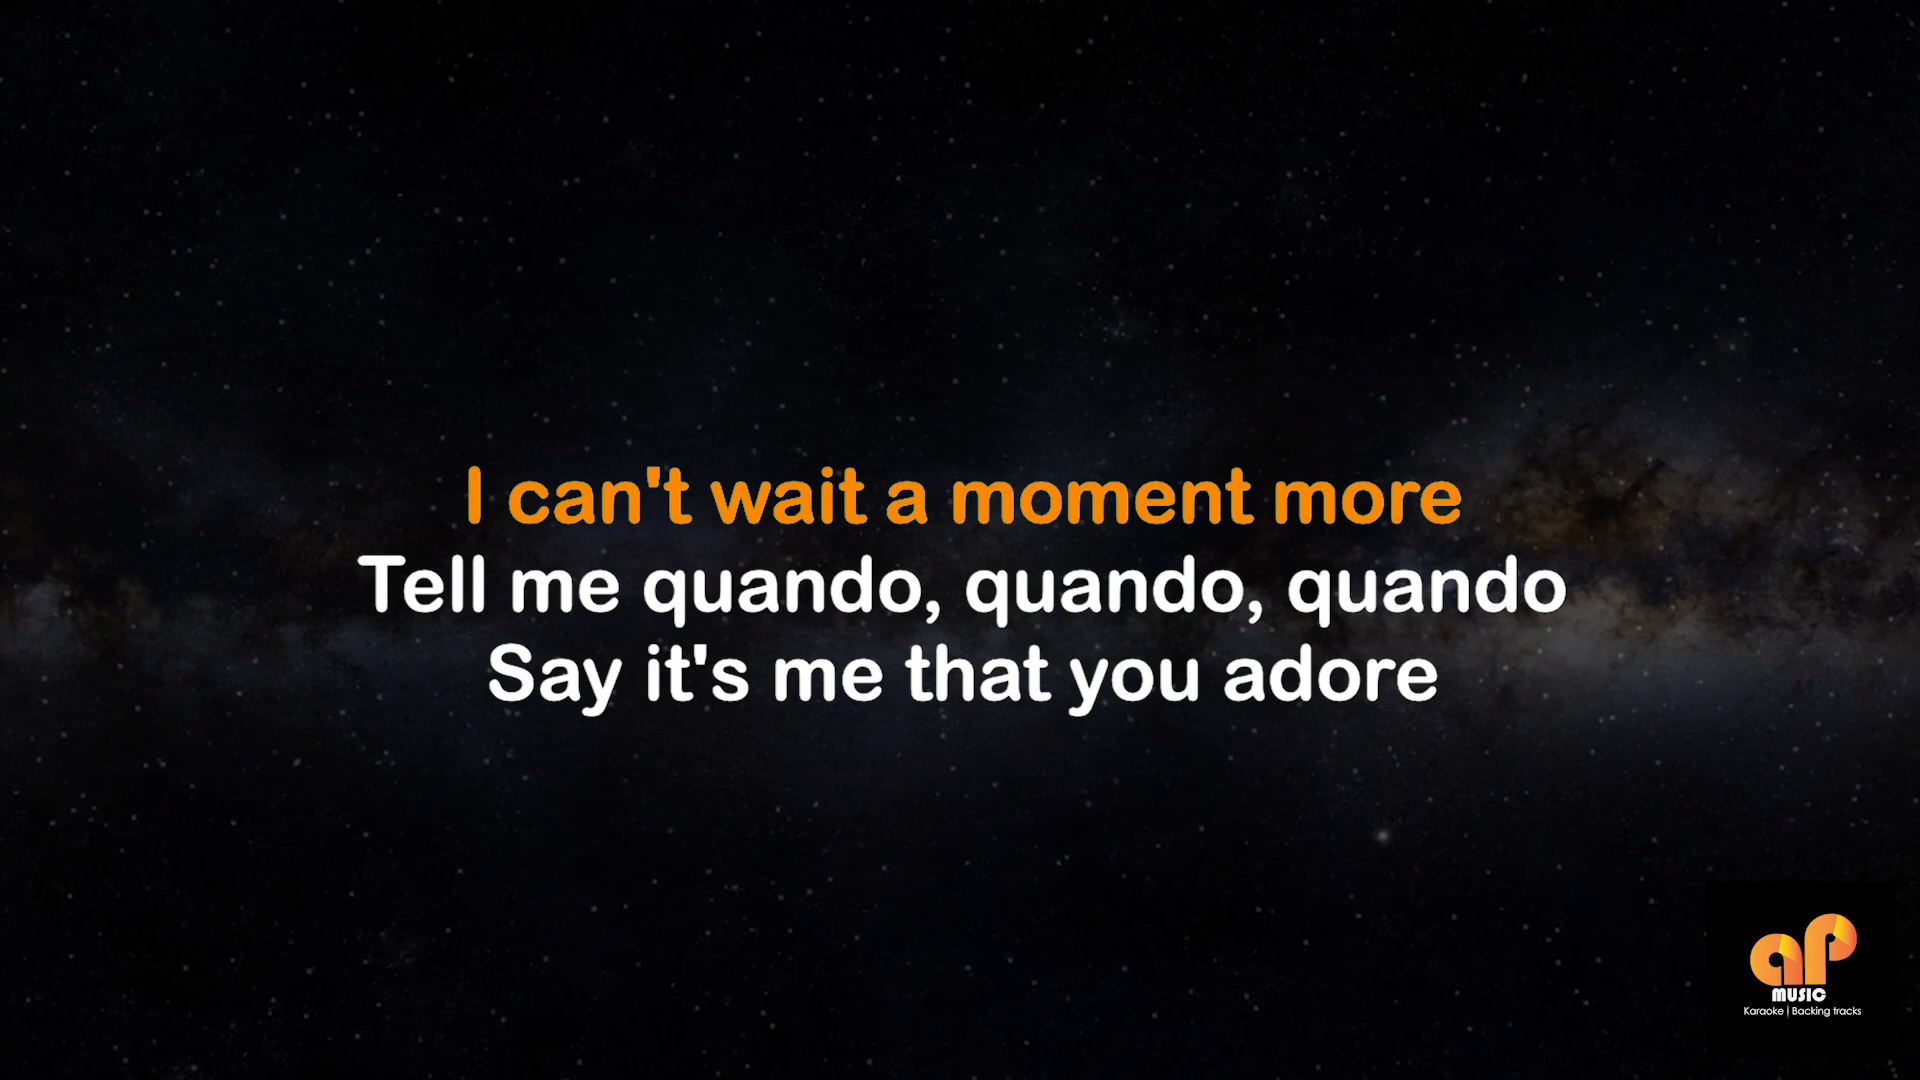 I can't wait a moment more
Tell me quando, quando, quando
Say it's me that you adore
ap
MUSIC
Karaoke | Backing tracks